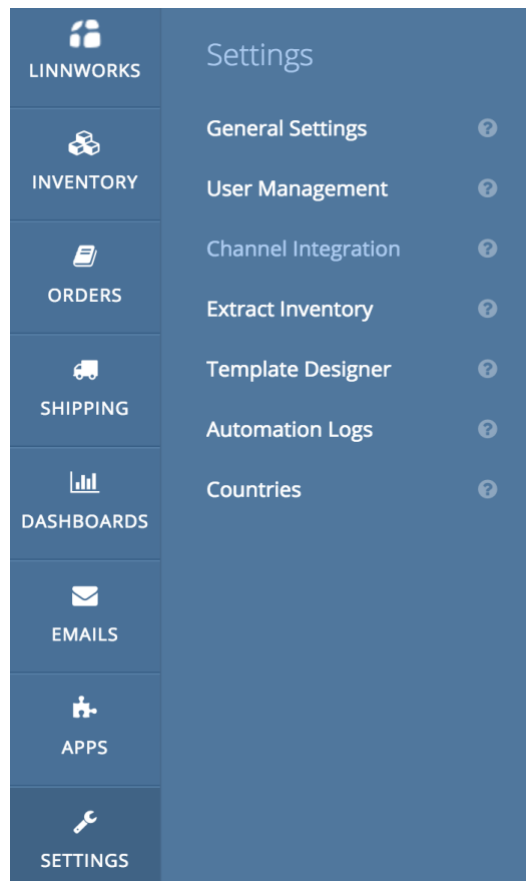 LINNWORKS
INVENTORY
ORDERS
SHIPPING
DASHBOARDS
EMAILS
APPS
SETTINGS
Settings
General Settings
User Management
Channel Integration
Extract Inventory
Template Designer
Automation Logs
Countries